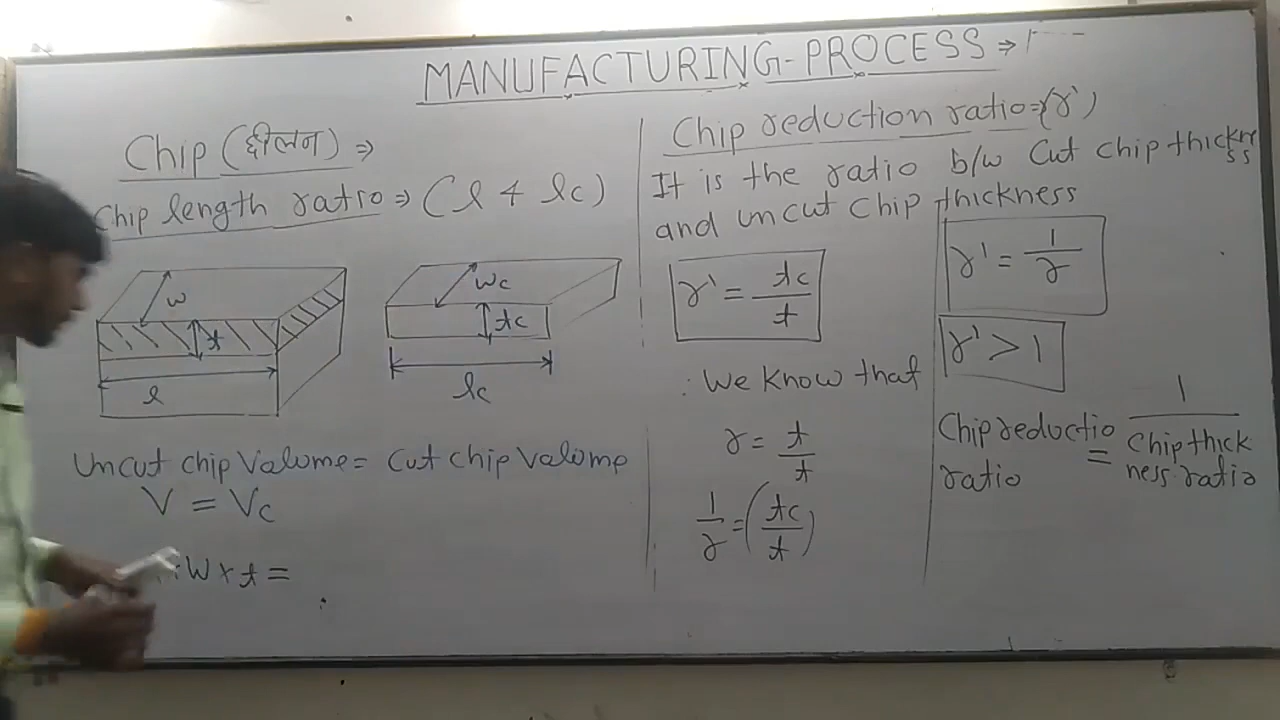 MANUFACTURING-PROCESS ⇒
Chip (छीलन) ⇒
Chip length ratio ⇒ (l & lc)
w
t
l
wc
tc
lc
Uncut chip Valume = Cut chip Valume
V = Vc
w x t =
Chip reduction ratio ⇒ (r')
It is the ratio b/w Cut chip thickness
and uncut chip thickness
r' = tc/t
We know that
r = t/t
1/r = (tc/t)
r' = 1/r
r' > 1
Chip reductio ratio = 1/Chip thickness ratio